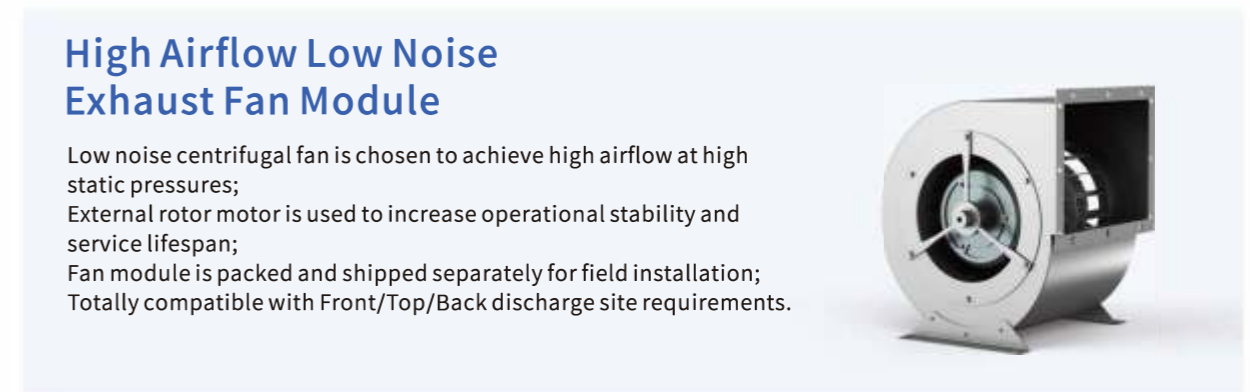 High Airflow Low Noise
Exhaust Fan Module
Low noise centrifugal fan is chosen to achieve high airflow at high
static pressures;
External rotor motor is used to increase operational stability and
service lifespan;
Fan module is packed and shipped separately for field installation;
Totally compatible with Front/Top/Back discharge site requirements.